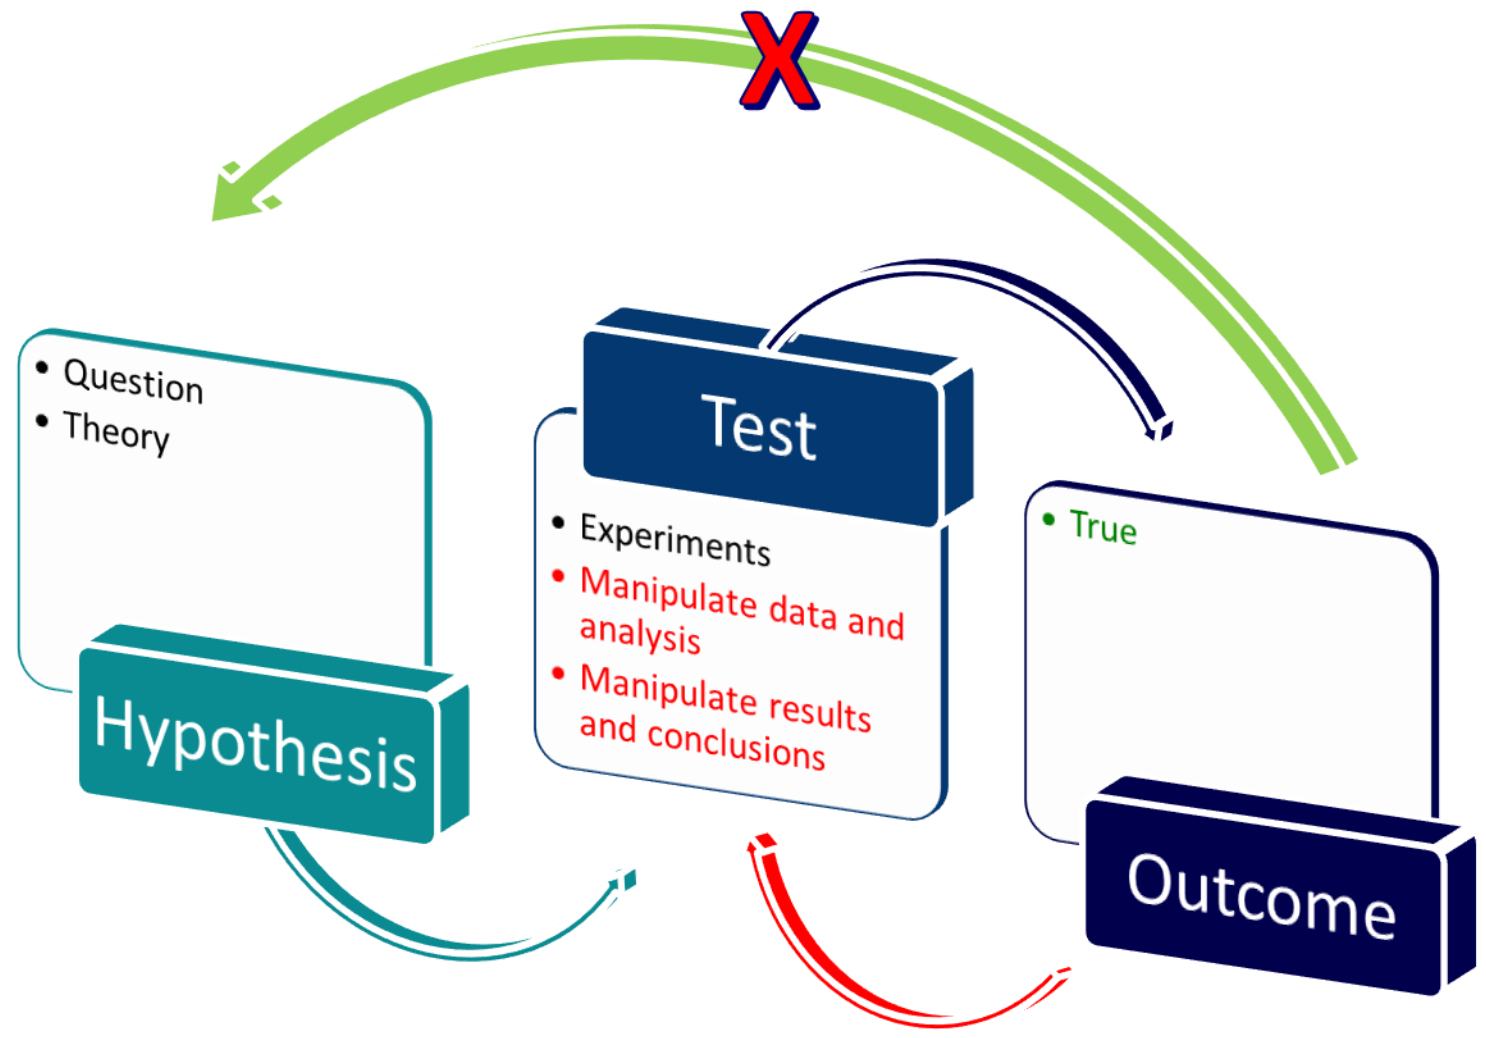 X
• Question
• Theory
Hypothesis
Test
• Experiments
• Manipulate data and
analysis
• Manipulate results
and conclusions
• True
Outcome